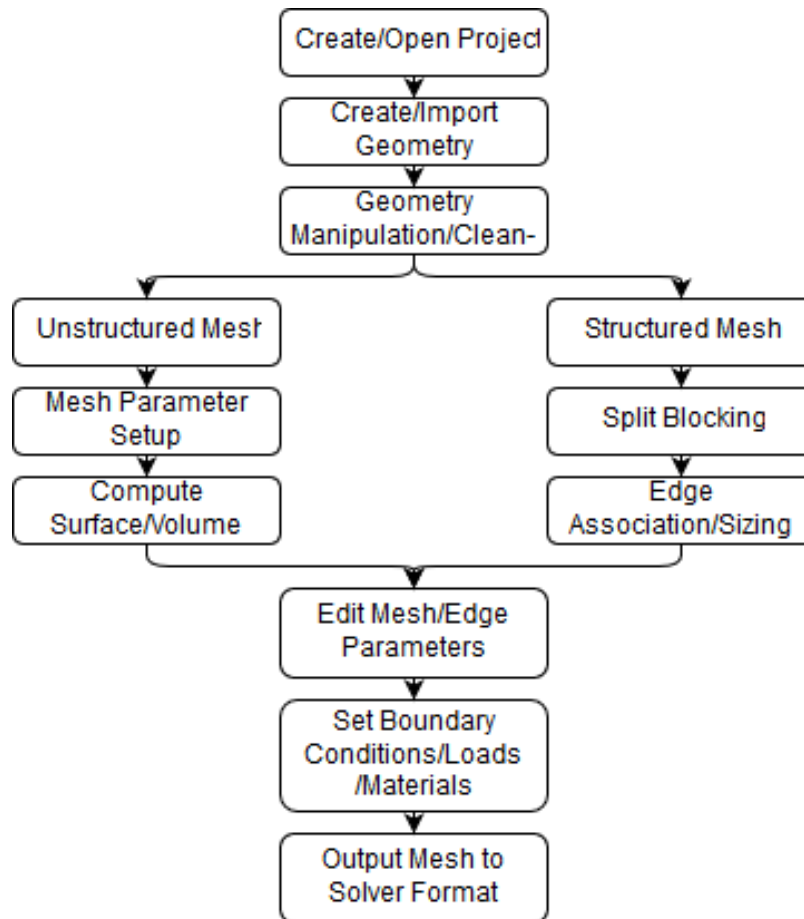 Create/Open Project
Create/Import
Geometry
Geometry
Manipulation/Clean-
Unstructured Mesh
Structured Mesh
Mesh Parameter
Setup
Split Blocking
Compute
Surface/Volume
Edge
Association/Sizing
Edit Mesh/Edge
Parameters
Set Boundary
Conditions/Loads
/Materials
Output Mesh to
Solver Format